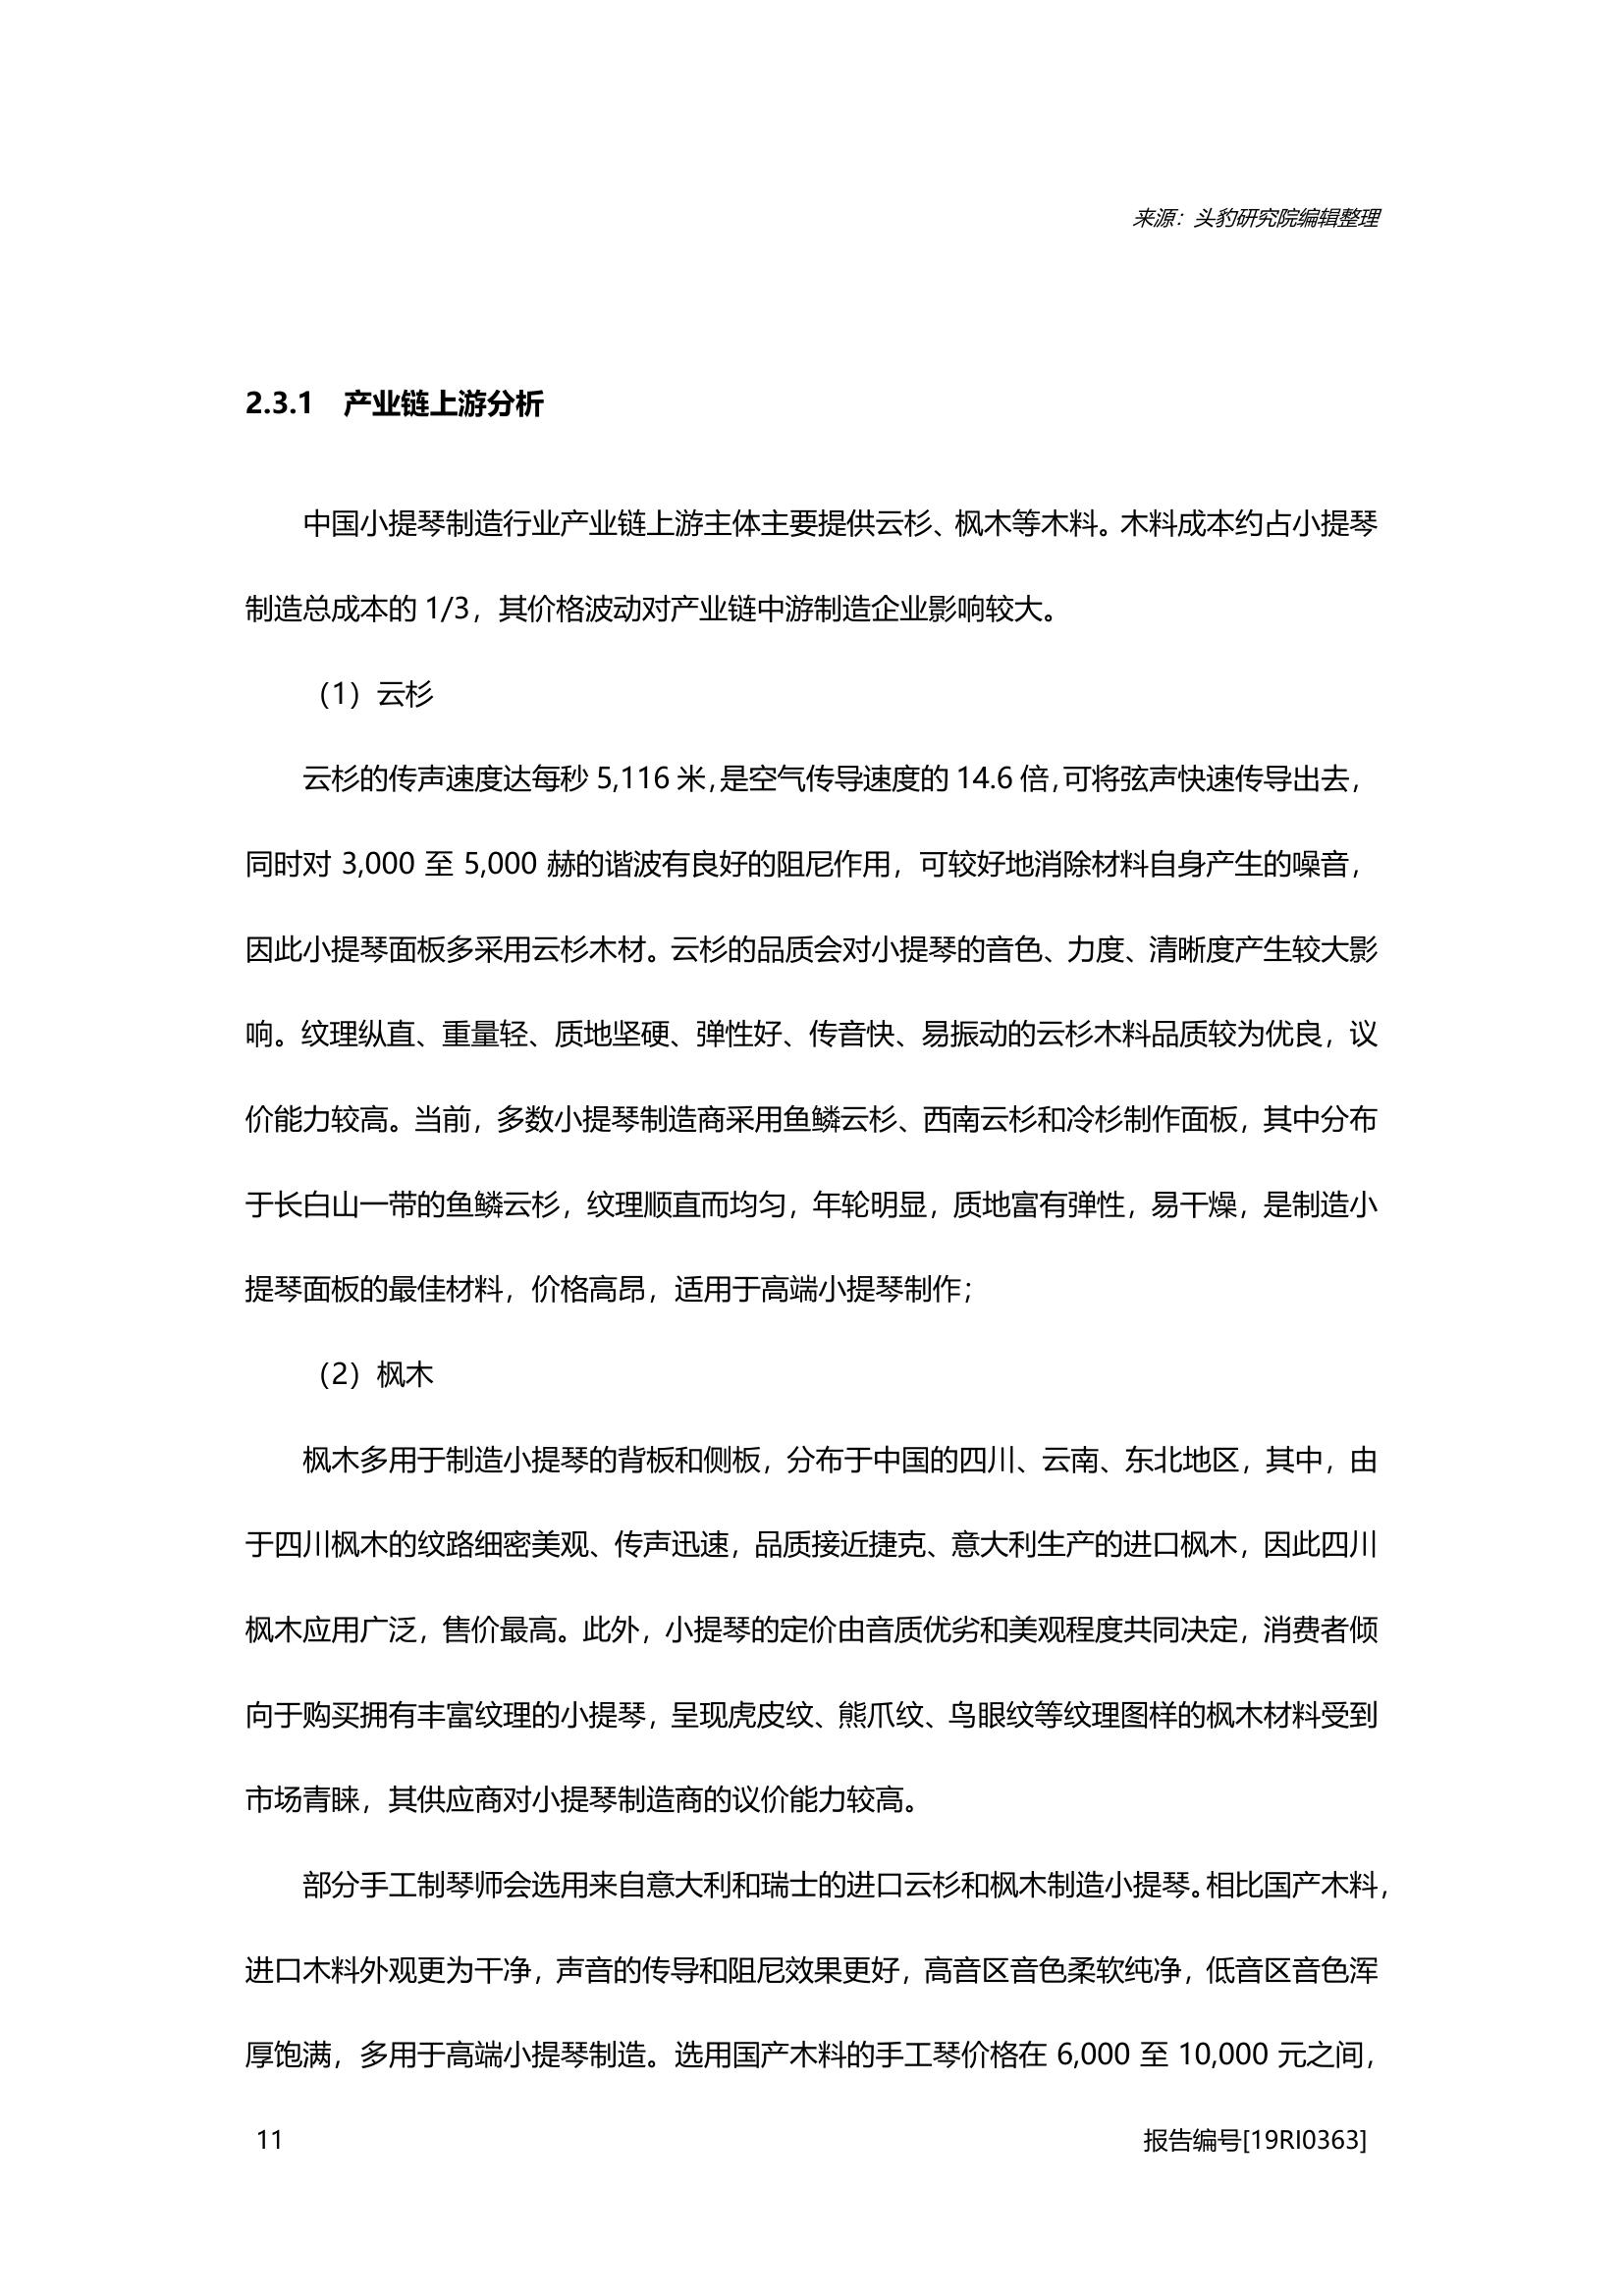 来源：头豹研究院编辑整理
2.3.1 产业链上游分析
中国小提琴制造行业产业链上游主体主要提供云杉、枫木等木料。木料成本约占小提琴
制造总成本的 1/3，其价格波动对产业链中游制造企业影响较大。
（1）云杉
云杉的传声速度达每秒 5,116 米，是空气传导速度的 14.6 倍，可将弦声快速传导出去，
同时对 3,000 至 5,000 赫的谐波有良好的阻尼作用，可较好地消除材料自身产生的噪音，
因此小提琴面板多采用云杉木材。云杉的品质会对小提琴的音色、力度、清晰度产生较大影
响。纹理纵直、重量轻、质地坚硬、弹性好、传音快、易振动的云杉木料品质较为优良，议
价能力较高。当前，多数小提琴制造商采用鱼鳞云杉、西南云杉和冷杉制作面板，其中分布
于长白山一带的鱼鳞云杉，纹理顺直而均匀，年轮明显，质地富有弹性，易干燥，是制造小
提琴面板的最佳材料，价格高昂，适用于高端小提琴制作；
（2）枫木
枫木多用于制造小提琴的背板和侧板，分布于中国的四川、云南、东北地区，其中，由
于四川枫木的纹路细密美观、传声迅速，品质接近捷克、意大利生产的进口枫木，因此四川
枫木应用广泛，售价最高。此外，小提琴的定价由音质优劣和美观程度共同决定，消费者倾
向于购买拥有丰富纹理的小提琴，呈现虎皮纹、熊爪纹、鸟眼纹等纹理图样的枫木材料受到
市场青睐，其供应商对小提琴制造商的议价能力较高。
部分手工制琴师会选用来自意大利和瑞士的进口云杉和枫木制造小提琴。相比国产木料，
进口木料外观更为干净，声音的传导和阻尼效果更好，高音区音色柔软纯净，低音区音色浑
厚饱满，多用于高端小提琴制造。选用国产木料的手工琴价格在 6,000 至 10,000 元之间，
11
报告编号[19RI0363]